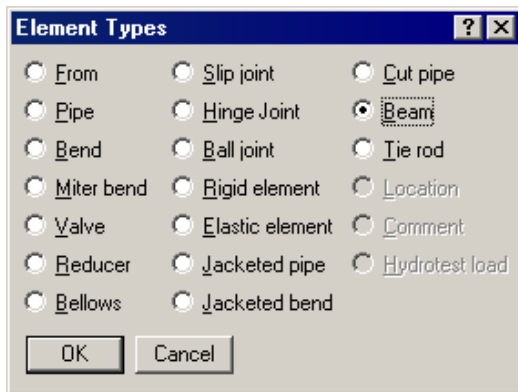 Element Types
From
Pipe
Bend
Miter bend
Valve
Reducer
Bellows
Slip joint
Hinge Joint
Ball joint
Rigid element
Elastic element
Jacketed pipe
Jacketed bend
Cut pipe
Beam
Tie rod
Location
Comment
Hydrotest load
OK
Cancel